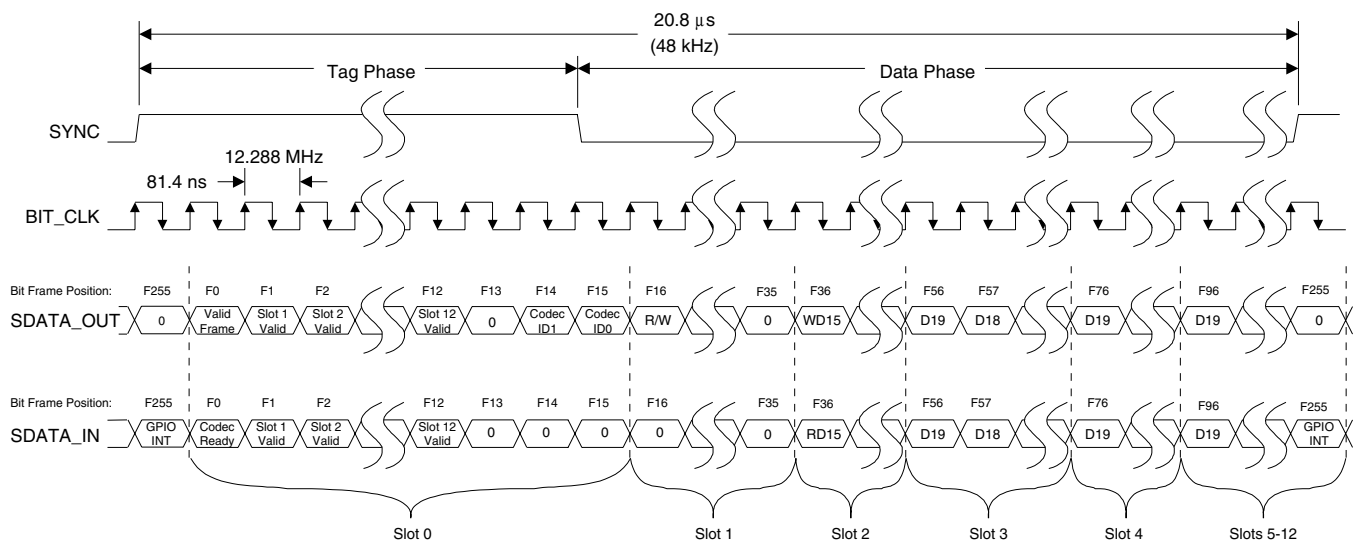 20.8 µs
(48 kHz)
Tag Phase
Data Phase
SYNC
12.288 MHz
81.4 ns
BIT_CLK
Bit Frame Position: F255 F0 F1 F2 F12 F13 F14 F15 F16 F35 F36 F56 F57 F76 F96 F255
SDATA_OUT 0 Valid Frame Slot 1 Valid Slot 2 Valid Slot 12 Valid 0 Codec ID1 Codec ID0 R/W 0 WD15 D19 D18 D19 D19 0
Bit Frame Position: F255 F0 F1 F2 F12 F13 F14 F15 F16 F35 F36 F56 F57 F76 F96 F255
SDATA_IN GPIO INT Codec Ready Slot 1 Valid Slot 2 Valid Slot 12 Valid 0 0 0 0 0 RD15 D19 D18 D19 D19 GPIO INT
Slot 0 Slot 1 Slot 2 Slot 3 Slot 4 Slots 5-12